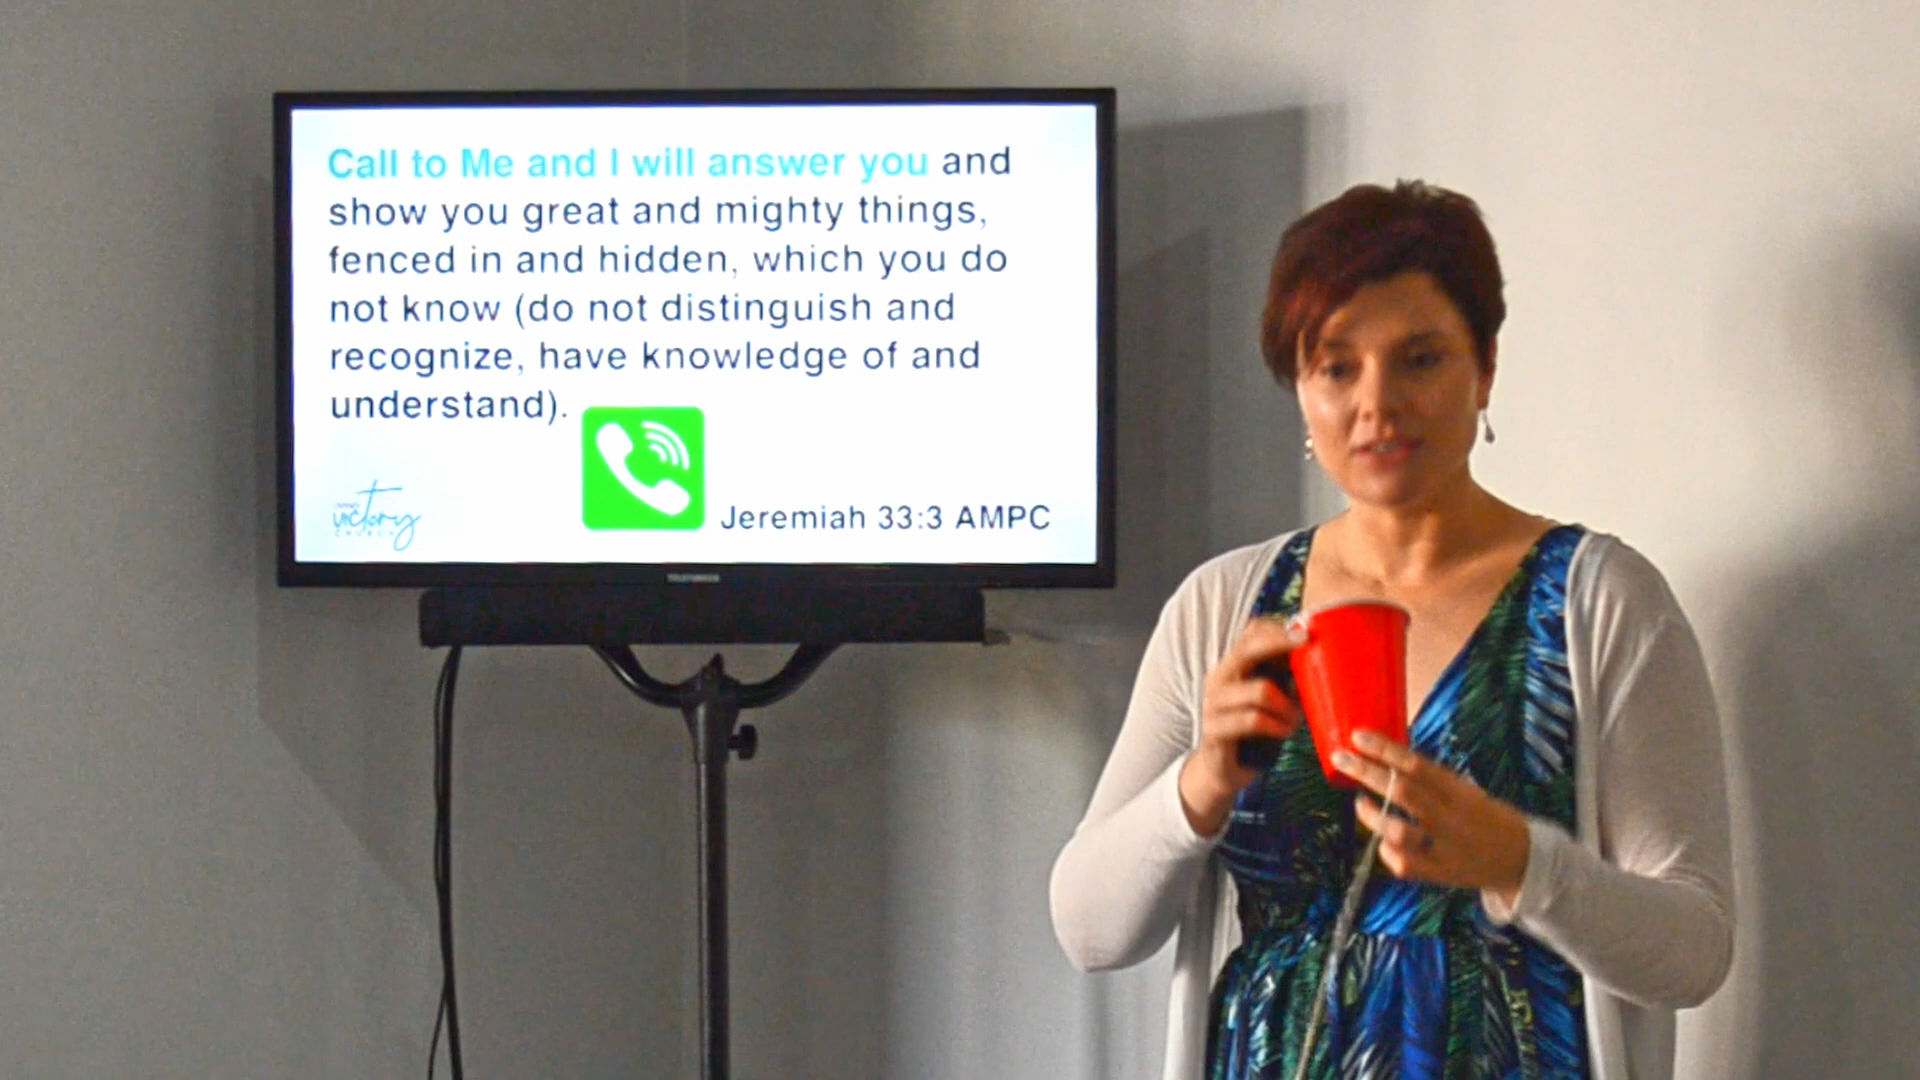 Call to Me and I will answer you and
show you great and mighty things,
fenced in and hidden, which you do
not know (do not distinguish and
recognize, have knowledge of and
understand).
victory
CHURCH
Jeremiah 33:3 AMPC
TELEFUNKEN